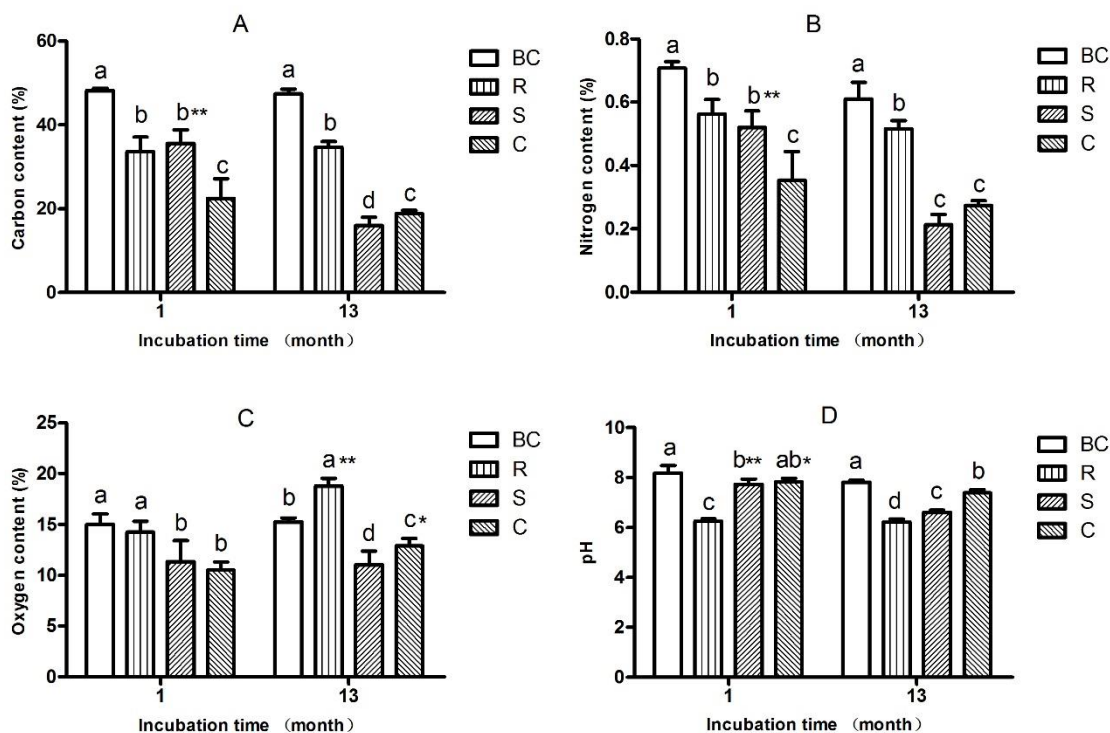 A
Carbon content (%)
60
40
20
0
a
b
b**
c
a
b
d
c
1
13
Incubation time (month)
BC
R
S
C
B
Nitrogen content (%)
0.8
0.6
0.4
0.2
0.0
a
b
b**
c
a
b
c
c
1
13
Incubation time (month)
BC
R
S
C
C
Oxygen content (%)
25
20
15
10
5
0
a
a
b
b
b
a**
d
c*
1
13
Incubation time (month)
BC
R
S
C
D
pH
10
8
6
4
2
0
a
c
b**
ab*
a
d
c
b
1
13
Incubation time (month)
BC
R
S
C